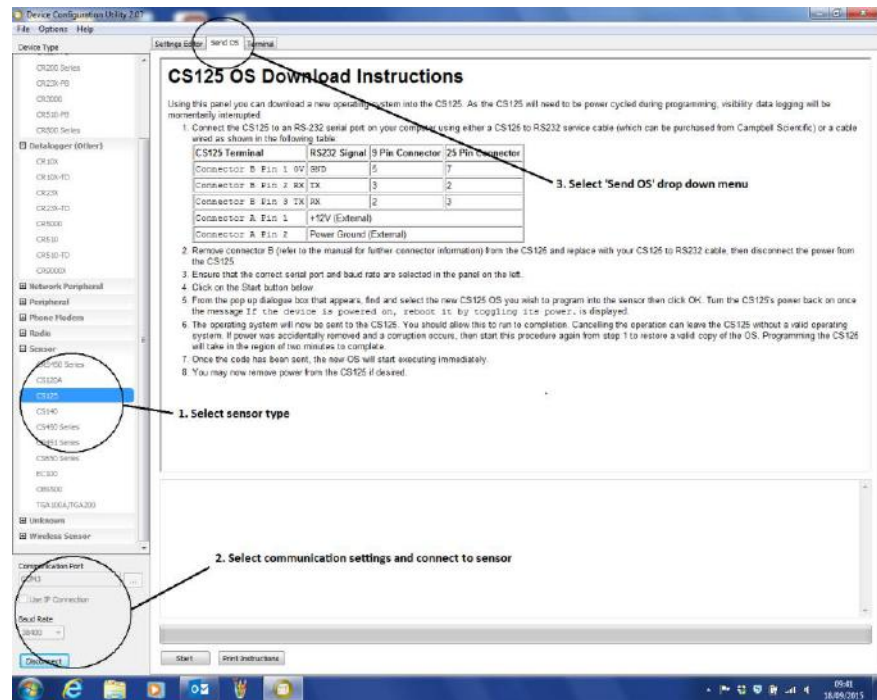 Device Configuration Utility 2.07
File Options Help
Device Type
Settings Editor Send OS Terminal
CR200 Series
CR23X-PB
CR3000
CR510-PB
CR800 Series
Datalogger (Other)
CR10X
CR10X-TD
CR23X
CR23X-TD
CR5000
CR510
CR510-TD
CR9000X
Network Peripheral
Peripheral
Phone Modem
Radio
Sensor
CS120A
CS125
CS140
CS450 Series
CS451 Series
CS650 Series
EC100
OBS500
TGA100A/TGA200
Unknown
Wireless Sensor
Communication Port
COM3
...
Use IP Connection
Baud Rate
38400
Disconnect
CS125 OS Download Instructions
Using this panel you can download a new operating system into the CS125. As the CS125 will need to be power cycled during programming, visibility data logging will be
momentarily interrupted.
1. Connect the CS125 to an RS-232 serial port on your computer using either a CS125 to RS232 service cable (which can be purchased from Campbell Scientific) or a cable
wired as shown in the following table:
CS125 Terminal RS232 Signal 9 Pin Connector 25 Pin Connector
Connector B Pin 1 0V GND 5 7
Connector B Pin 2 RX TX 3 2
Connector B Pin 3 TX RX 2 3
Connector A Pin 1 +12V (External)
Connector A Pin 2 Power Ground (External)
2. Remove connector B (refer to the manual for further connector information) from the CS125 and replace with your CS125 to RS232 cable, then disconnect the power from
the CS125.
3. Ensure that the correct serial port and baud rate are selected in the panel on the left.
4. Click on the Start button below.
5. From the pop up dialogue box that appears, find and select the new CS125 OS you wish to program into the sensor then click OK. Turn the CS125's power back on once
the message If the device is powered on, reboot it by toggling its power. is displayed.
6. The operating system will now be sent to the CS125. You should allow this to run to completion. Cancelling the operation can leave the CS125 without a valid operating
system. If power was accidentally removed and a corruption occurs, then start this procedure again from step 1 to restore a valid copy of the OS. Programming the CS125
will take in the region of two minutes to complete.
7. Once the code has been sent, the new OS will start executing immediately.
8. You may now remove power from the CS125 if desired.
3. Select 'Send OS' drop down menu
1. Select sensor type
2. Select communication settings and connect to sensor
Start Print Instructions
09:41
18/09/2015